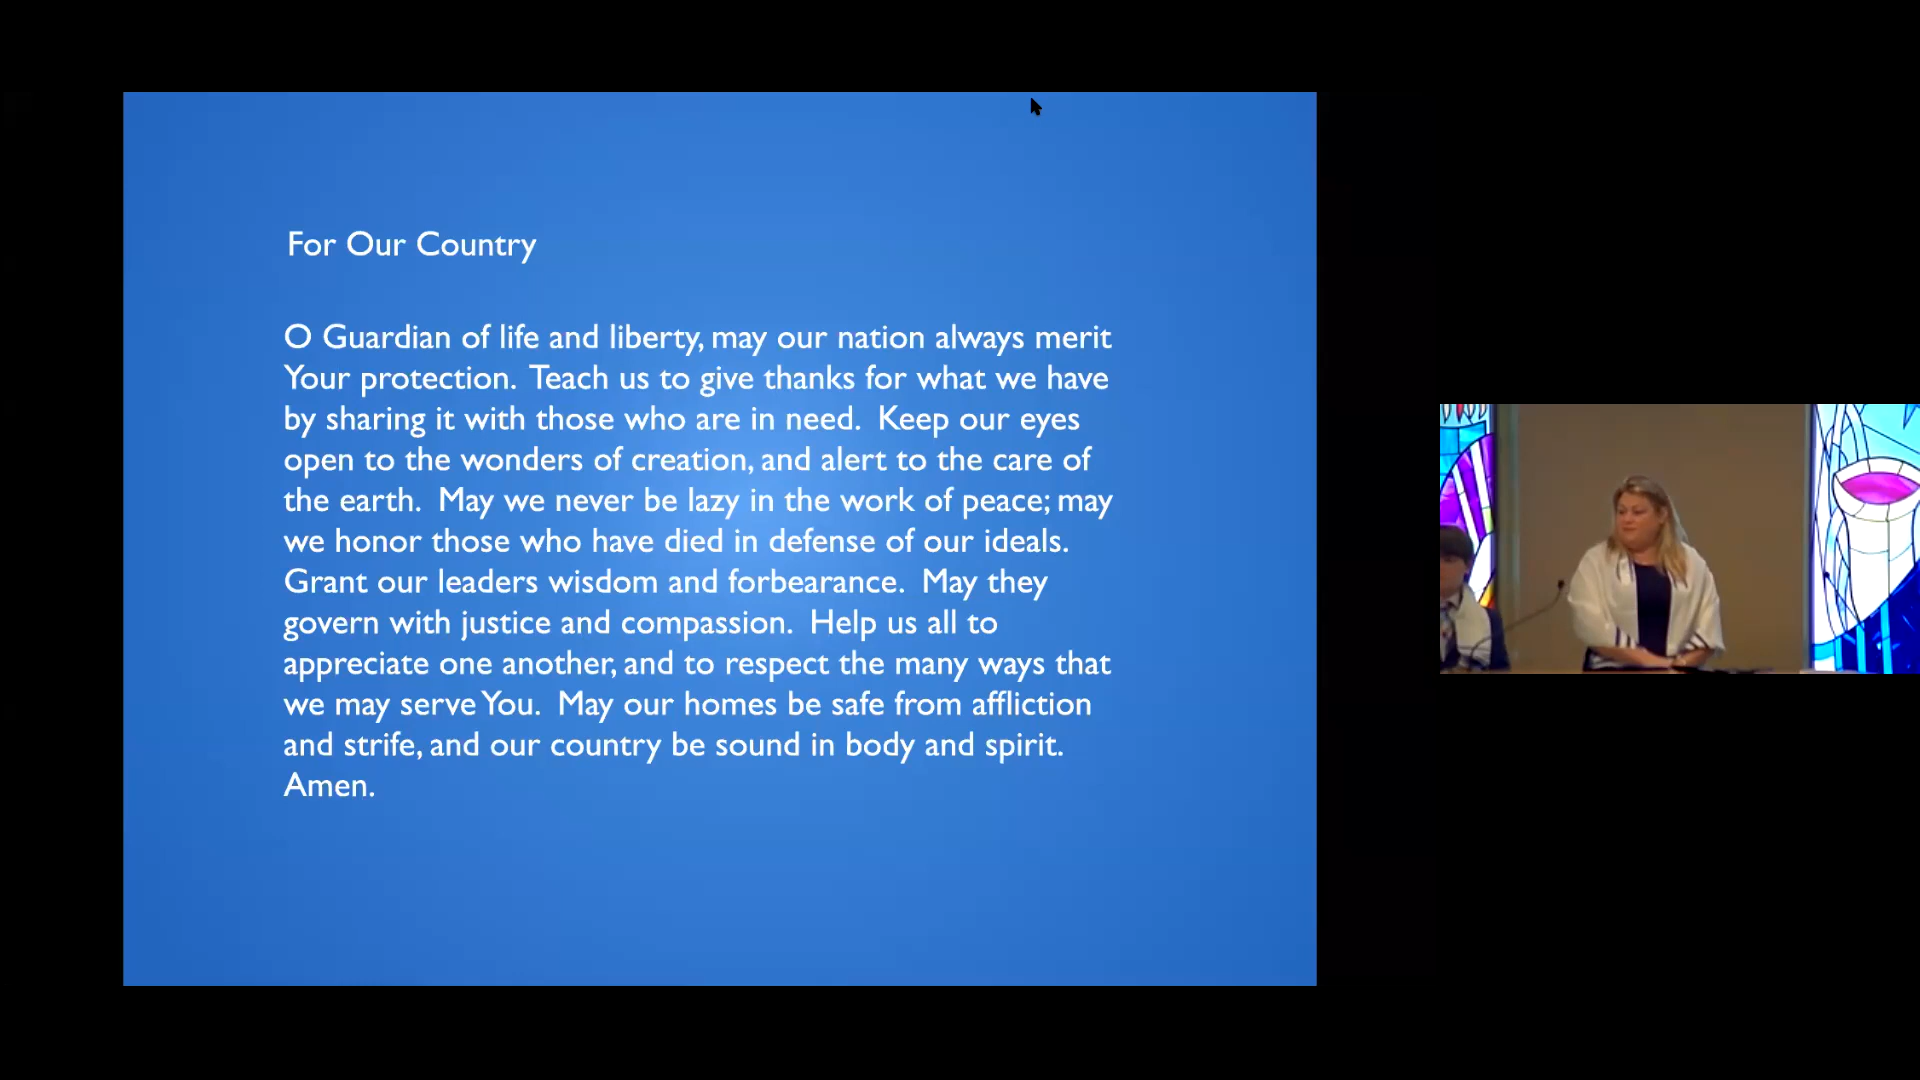 For Our Country
O Guardian of life and liberty, may our nation always merit
Your protection.  Teach us to give thanks for what we have
by sharing it with those who are in need.  Keep our eyes
open to the wonders of creation, and alert to the care of
the earth.  May we never be lazy in the work of peace; may
we honor those who have died in defense of our ideals.
Grant our leaders wisdom and forbearance.  May they
govern with justice and compassion.  Help us all to
appreciate one another, and to respect the many ways that
we may serve You.  May our homes be safe from affliction
and strife, and our country be sound in body and spirit.
Amen.